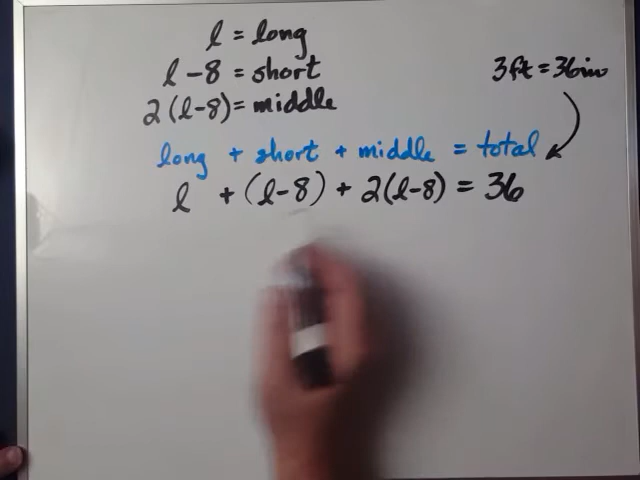 l = long
l - 8 = short
3ft = 36in
2(l-8) = middle
long + short + middle = total
l + (l-8) + 2(l-8) = 36